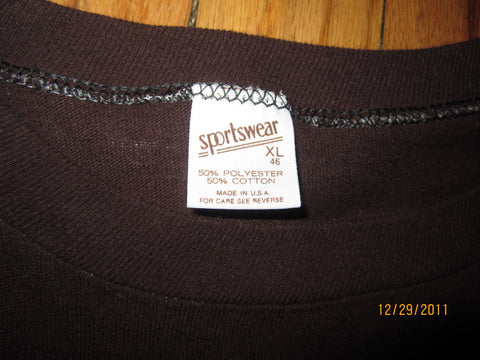 sportswear
XL
46
50% POLYESTER
50% COTTON
MADE IN U.S.A.
FOR CARE SEE REVERSE
12/29/2011